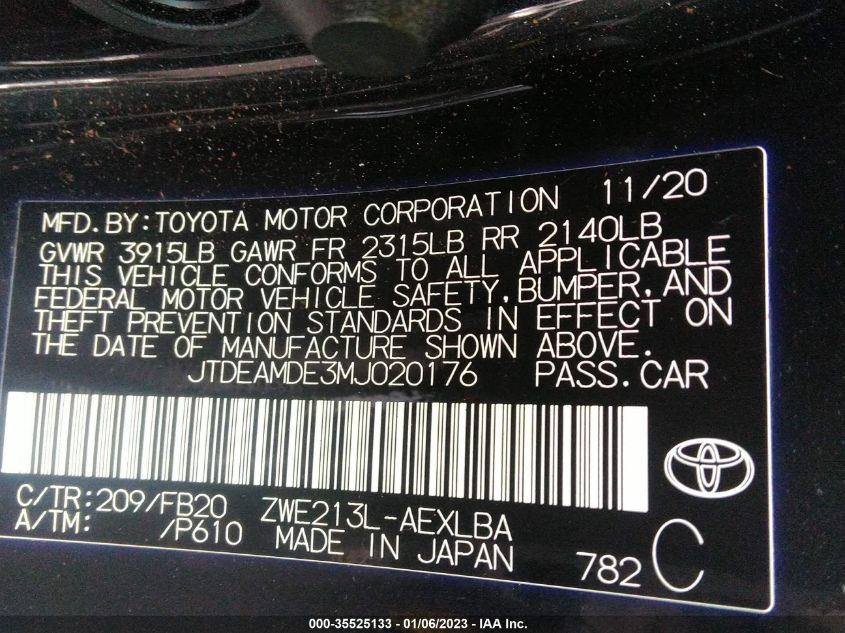 MFD.BY:TOYOTA MOTOR CORPORATION 11/20
GVWR 3915LB GAWR FR 2315LB RR 2140LB
THIS VEHICLE CONFORMS TO ALL APPLICABLE
FEDERAL MOTOR VEHICLE SAFETY,BUMPER,AND
THEFT PREVENTION STANDARDS IN EFFECT ON
THE DATE OF MANUFACTURE SHOWN ABOVE.
JTDEAMDE3MJ020176 PASS.CAR
C/TR:209/FB20 ZWE213L-AEXLBA
A/TM: /P610 MADE IN JAPAN 782 C
000-35525133 - 01/06/2023 - IAA Inc.